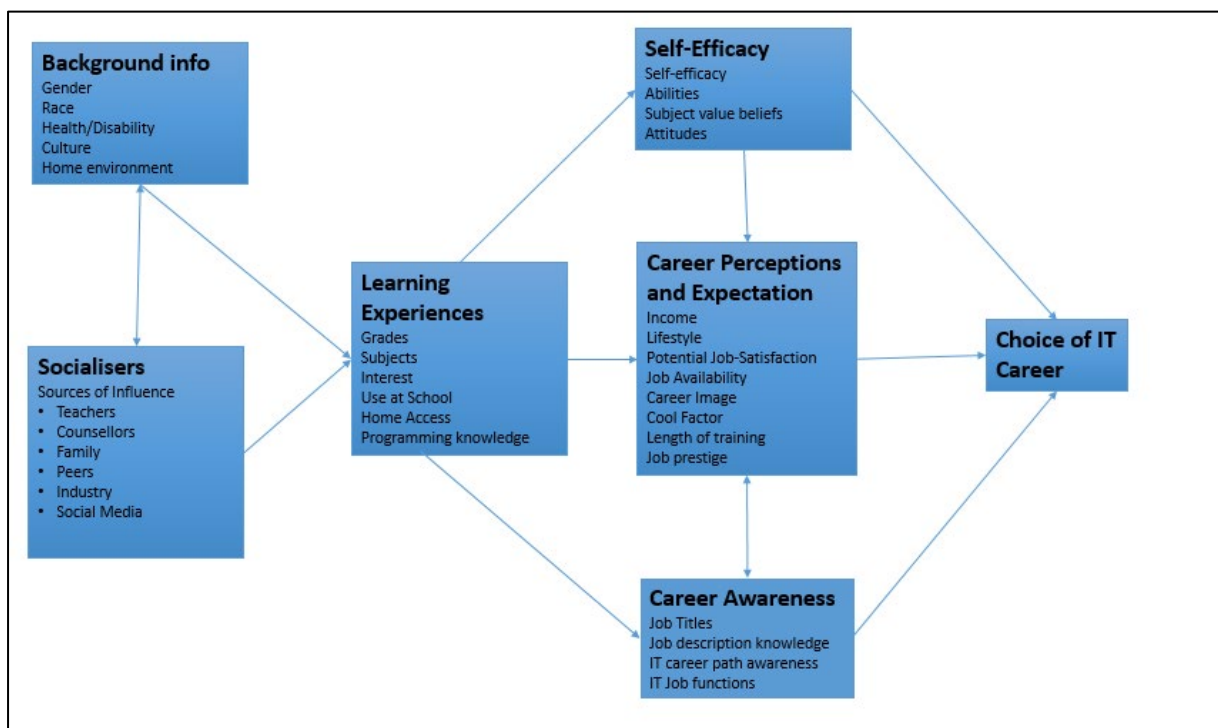 Background info
Gender
Race
Health/Disability
Culture
Home environment
Socialisers
Sources of Influence
• Teachers
• Counsellors
• Family
• Peers
• Industry
• Social Media
Learning
Experiences
Grades
Subjects
Interest
Use at School
Home Access
Programming knowledge
Self-Efficacy
Self-efficacy
Abilities
Subject value beliefs
Attitudes
Career Perceptions
and Expectation
Income
Lifestyle
Potential Job-Satisfaction
Job Availability
Career Image
Cool Factor
Length of training
Job prestige
Career Awareness
Job Titles
Job description knowledge
IT career path awareness
IT Job functions
Choice of IT
Career